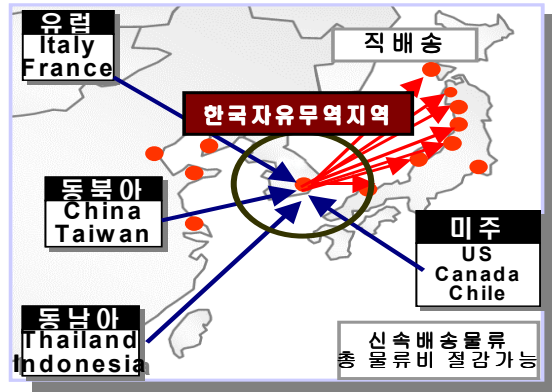 유럽
Italy
France
직배송
한국자유무역지역
동북아
China
Taiwan
미주
US
Canada
Chile
동남아
Thailand
Indonesia
신속배송물류
총 물류비 절감가능